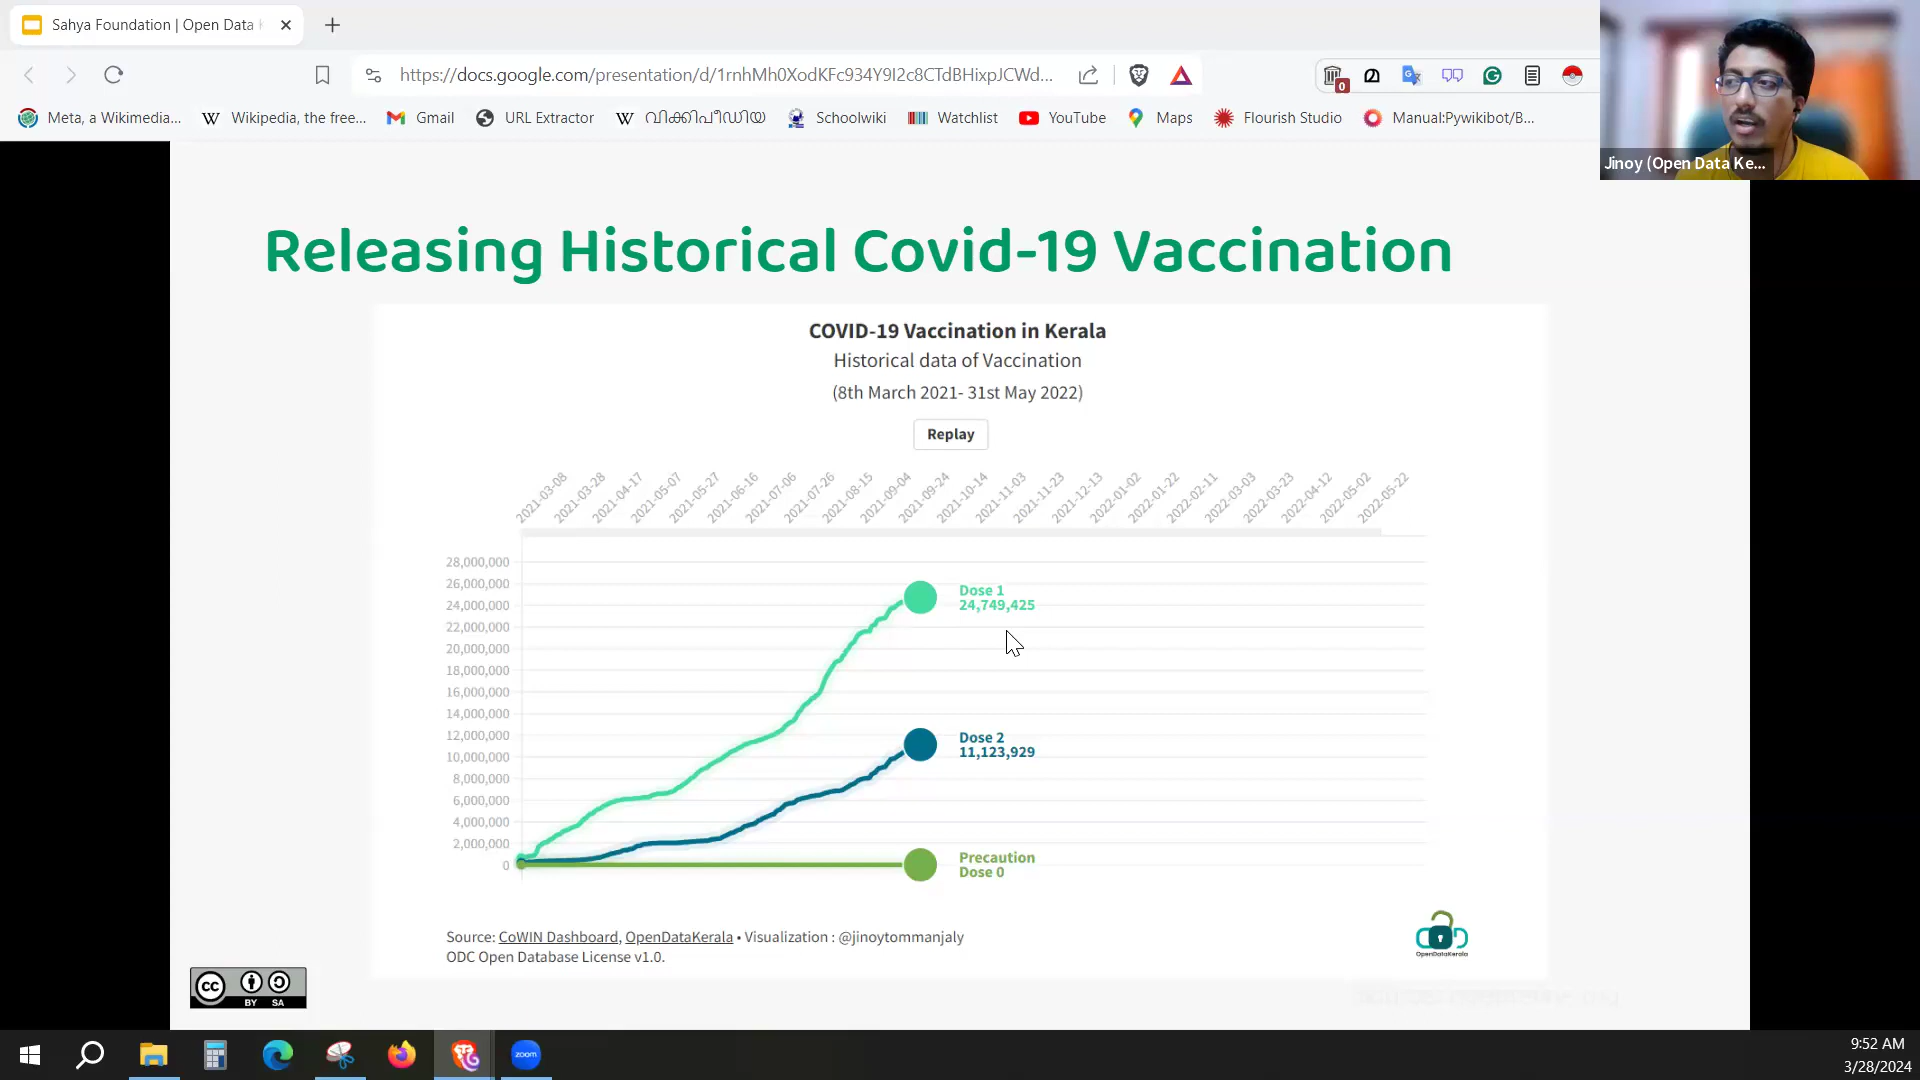 Sahya Foundation | Open Data
https://docs.google.com/presentation/d/1rnhMh0XodKFc934Y9I2c8CTdBHixpJCWd...
0
Meta, a Wikimedia...
Wikipedia, the free...
Gmail
URL Extractor
വിക്കിപീഡിയ
Schoolwiki
Watchlist
YouTube
Maps
Flourish Studio
Manual:Pywikibot/B...
Jinoy (Open Data Ke...
Releasing Historical Covid-19 Vaccination
COVID-19 Vaccination in Kerala
Historical data of Vaccination
(8th March 2021- 31st May 2022)
Replay
2021-03-08
2021-03-28
2021-04-17
2021-05-07
2021-05-27
2021-06-16
2021-07-06
2021-07-26
2021-08-15
2021-09-04
2021-09-24
2021-10-14
2021-11-03
2021-11-23
2021-12-13
2022-01-02
2022-01-22
2022-02-11
2022-03-03
2022-03-23
2022-04-12
2022-05-02
2022-05-22
28,000,000
26,000,000
24,000,000
22,000,000
20,000,000
18,000,000
16,000,000
14,000,000
12,000,000
10,000,000
8,000,000
6,000,000
4,000,000
2,000,000
0
Dose 1
24,749,425
Dose 2
11,123,929
Precaution
Dose 0
Source: CoWIN Dashboard, OpenDataKerala • Visualization : @jinoytommanjaly
ODC Open Database License v1.0.
OpenDataKerala
cc
BY SA
zoom
9:52 AM
3/28/2024